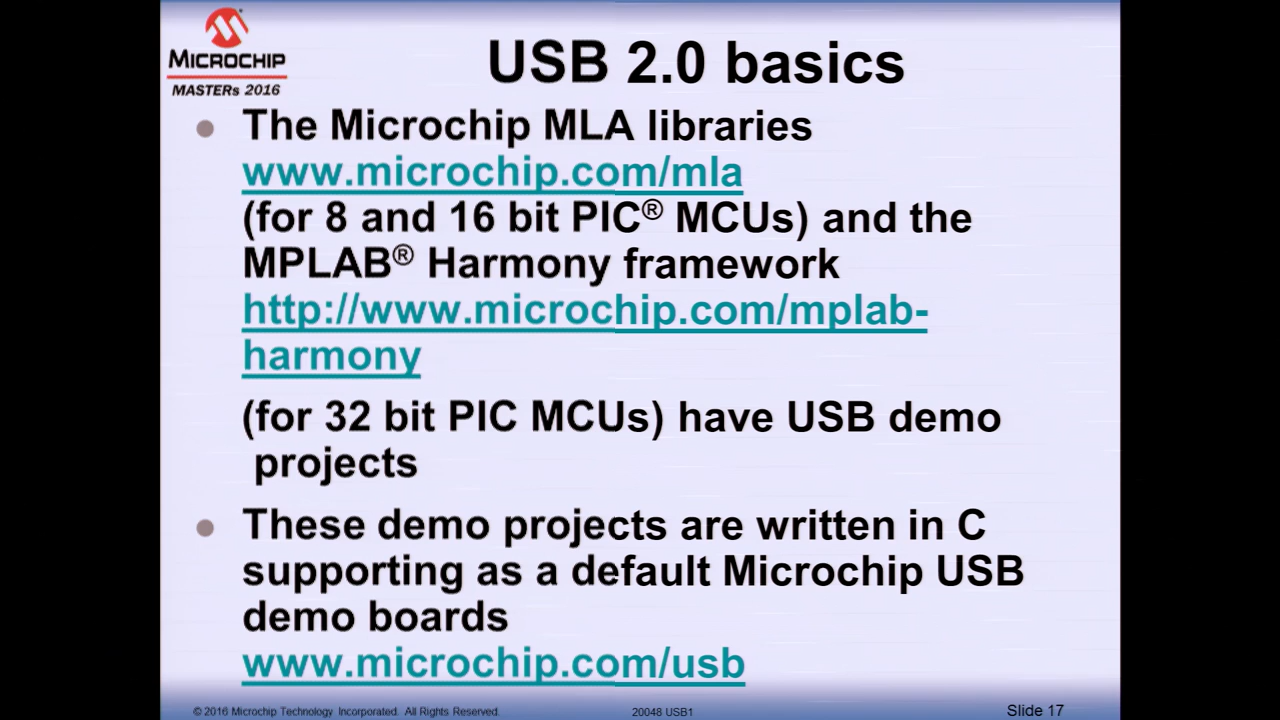 MICROCHIP
MASTERs 2016
USB 2.0 basics
The Microchip MLA libraries
www.microchip.com/mla
(for 8 and 16 bit PIC® MCUs) and the
MPLAB® Harmony framework
http://www.microchip.com/mplab-
harmony
(for 32 bit PIC MCUs) have USB demo
projects
These demo projects are written in C
supporting as a default Microchip USB
demo boards
www.microchip.com/usb
© 2016 Microchip Technology Incorporated. All Rights Reserved.
20048 USB1
Slide 17